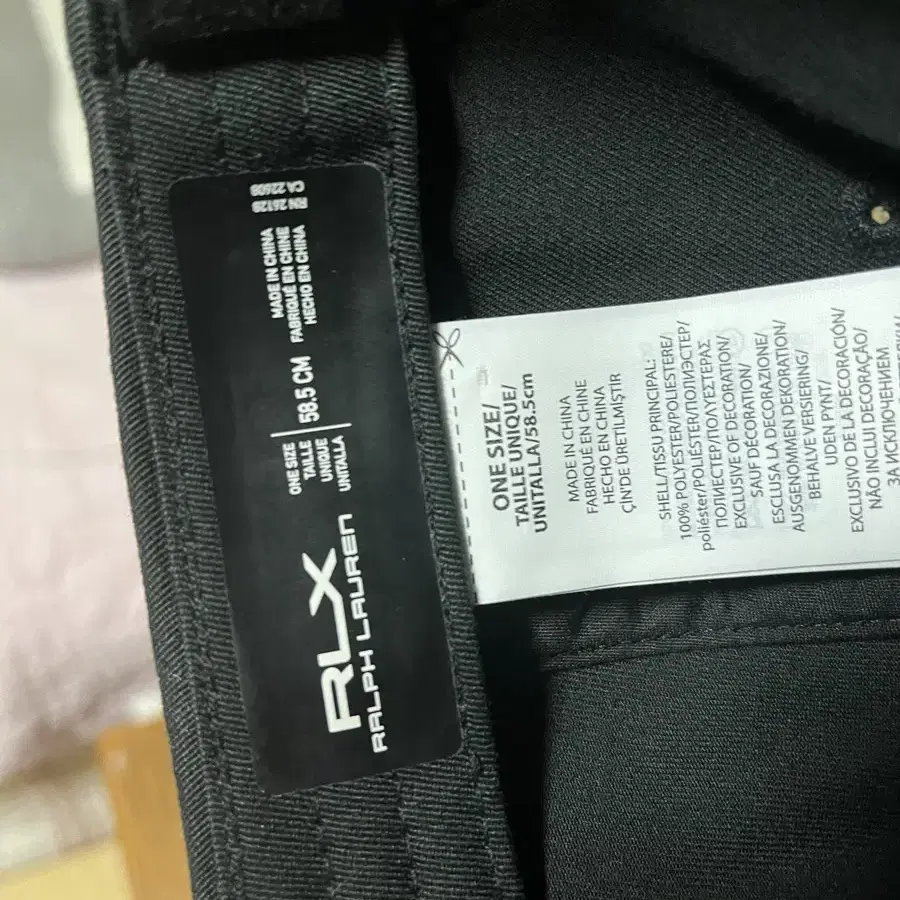 RLX
RALPH LAUREN
ONE SIZE
TAILLE
UNIQUE
UNITALLA
58.5 CM
MADE IN CHINA
FABRIQUÉ EN CHINE
HECHO EN CHINA
RN 26128
CA 22608
ONE SIZE/
TAILLE UNIQUE/
UNITALLA/58.5cm
MADE IN CHINA
FABRIQUÉ EN CHINE
HECHO EN CHINA
ÇİN'DE ÜRETİLMİŞTİR
SHELL/TISSU PRINCIPAL:
100% POLYESTER/POLIESTERE/
poliéster/POLYESTER/ПОЛИЭСТЕР/
ПОЛИЕСТЕР/ΠΟΛΥΕΣΤΕΡΑΣ
EXCLUSIVE OF DECORATION/
SAUF DÉCORATION/
ESCLUSA LA DECORAZIONE/
AUSGENOMMEN DEKORATION/
BEHALVE VERSIERING/
UDEN PYNT/
EXCLUSIVO DE LA DECORACIÓN/
NÃO INCLUI DECORAÇÃO/
ЗА ИСКЛЮЧЕНИЕМ